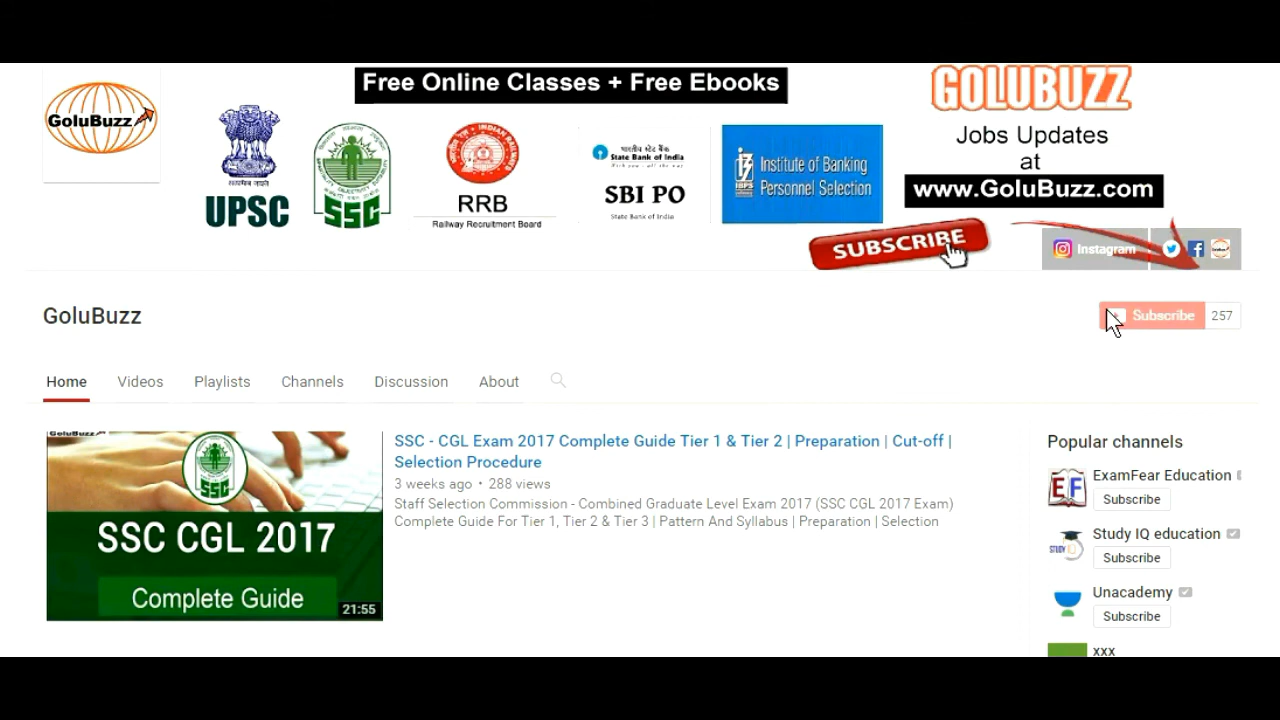 Free Online Classes + Free Ebooks
GoluBuzz
UPSC
SSC
INDIAN RAILWAYS
RRB
Railway Recruitment Board
भारतीय स्टेट बैंक
State Bank of India
SBI PO
State Bank of India
IBPS
Institute of Banking
Personnel Selection
GOLUBUZZ
Jobs Updates
at
www.GoluBuzz.com
SUBSCRIBE
Instagram
GoluBuzz
Subscribe 257
Home Videos Playlists Channels Discussion About
GoluBuzz
SSC
SSC CGL 2017
Complete Guide
21:55
SSC - CGL Exam 2017 Complete Guide Tier 1 & Tier 2 | Preparation | Cut-off |
Selection Procedure
3 weeks ago • 288 views
Staff Selection Commission - Combined Graduate Level Exam 2017 (SSC CGL 2017 Exam)
Complete Guide For Tier 1, Tier 2 & Tier 3 | Pattern And Syllabus | Preparation | Selection
Popular channels
EF
ExamFear Education
Subscribe
STUDY IQ
Study IQ education
Subscribe
Unacademy
Subscribe
xxx